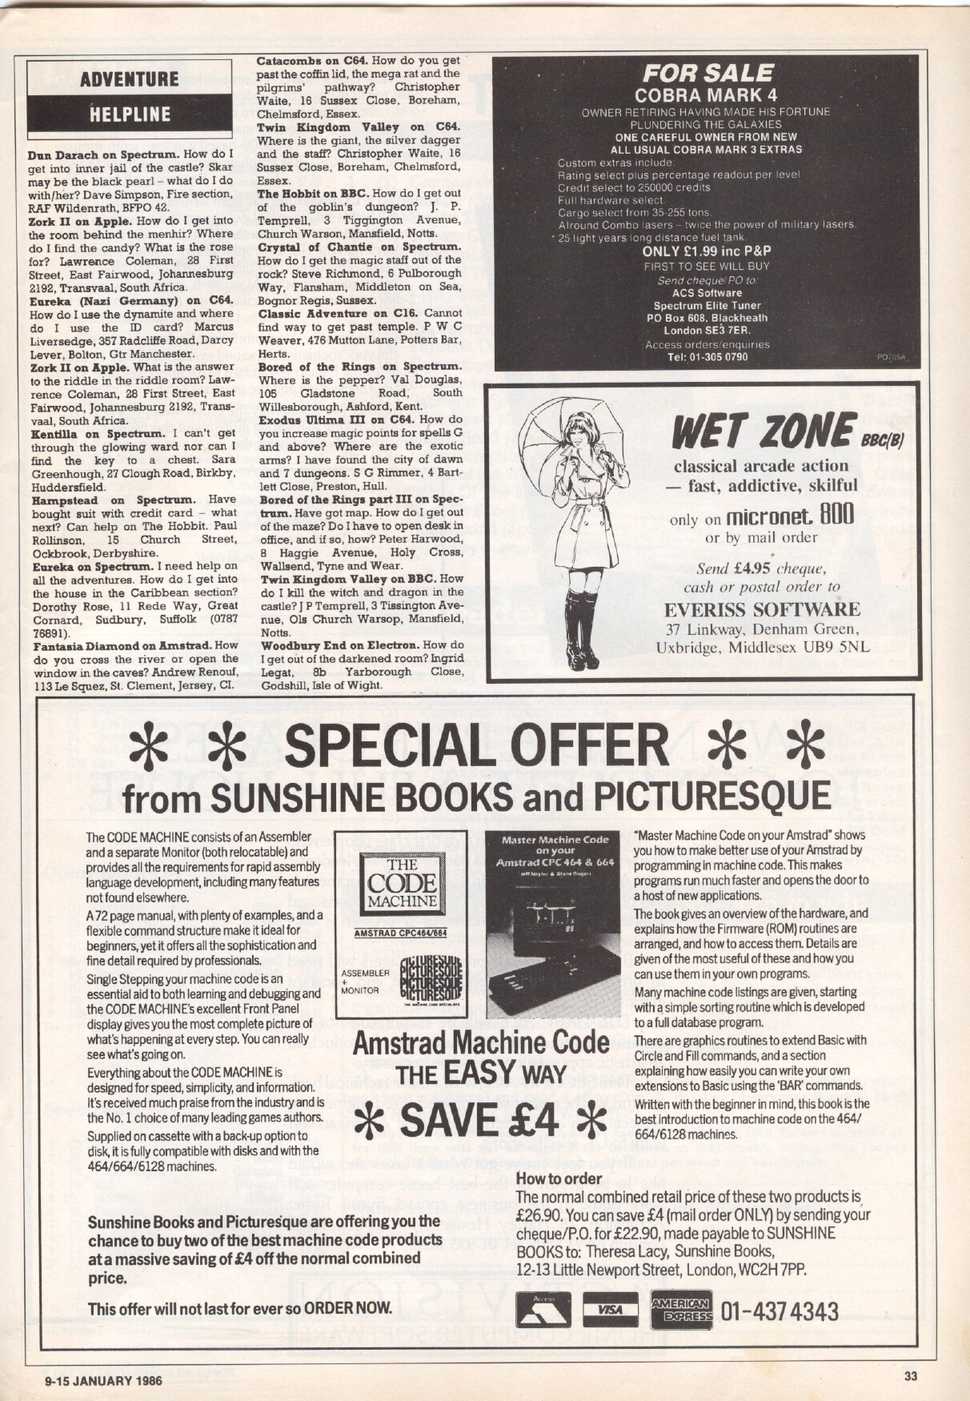 ADVENTURE
HELPLINE
Dun Darach on Spectrum. How do I
get into inner jail of the castle? Skar
may be the black pearl – what do I do
with/her? Dave Simpson, Fire section,
RAF Wildenrath, BFPO 42.
Zork II on Apple. How do I get into
the room behind the menhir? Where
do I find the candy? What is the rose
for? Lawrence Coleman, 28 First
Street, East Fairwood, Johannesburg
2192, Transvaal, South Africa.
Eureka (Nazi Germany) on C64.
How do I use the dynamite and where
do I use the ID card? Marcus
Liversedge, 357 Radcliffe Road, Darcy
Lever, Bolton, Gtr Manchester.
Zork II on Apple. What is the answer
to the riddle in the riddle room? Law-
rence Coleman, 28 First Street, East
Fairwood, Johannesburg 2192, Trans-
vaal, South Africa.
Kentilla on Spectrum. I can't get
through the glowing ward nor can I
find the key to a chest. Sara
Greenhough, 27 Clough Road, Birkby,
Huddersfield.
Hampstead on Spectrum. Have
bought suit with credit card – what
next? Can help on The Hobbit. Paul
Rollinson, 15 Church Street,
Ockbrook, Derbyshire.
Eureka on Spectrum. I need help on
all the adventures. How do I get into
the house in the Caribbean section?
Dorothy Rose, 11 Rede Way, Great
Cornard, Sudbury, Suffolk (0787
76891).
Fantasia Diamond on Amstrad. How
do you cross the river or open the
window in the caves? Andrew Renouf,
113 Le Squez, St. Clement, Jersey, CI.
Catacombs on C64. How do you get
past the coffin lid, the mega rat and the
pilgrims' pathway? Christopher
Waite, 16 Sussex Close, Boreham,
Chelmsford, Essex.
Twin Kingdom Valley on C64.
Where is the giant, the silver dagger
and the staff? Christopher Waite, 16
Sussex Close, Boreham, Chelmsford,
Essex.
The Hobbit on BBC. How do I get out
of the goblin's dungeon? J. P.
Temprell, 3 Tiggington Avenue,
Church Warson, Mansfield, Notts.
Crystal of Chantie on Spectrum.
How do I get the magic staff out of the
rock? Steve Richmond, 6 Pulborough
Way, Flansham, Middleton on Sea,
Bognor Regis, Sussex.
Classic Adventure on C16. Cannot
find way to get past temple. P W C
Weaver, 476 Mutton Lane, Potters Bar,
Herts.
Bored of the Rings on Spectrum.
Where is the pepper? Val Douglas,
105 Gladstone Road, South
Willesborough, Ashford, Kent.
Exodus Ultima III on C64. How do
you increase magic points for spells G
and above? Where are the exotic
arms? I have found the city of dawn
and 7 dungeons. S G Rimmer, 4 Bart-
lett Close, Preston, Hull.
Bored of the Rings part III on Spec-
trum. Have got map. How do I get out
of the maze? Do I have to open desk in
office, and if so, how? Peter Harwood,
8 Haggie Avenue, Holy Cross,
Wallsend, Tyne and Wear.
Twin Kingdom Valley on BBC. How
do I kill the witch and dragon in the
castle? J P Temprell, 3 Tissington Ave-
nue, Ols Church Warsop, Mansfield,
Notts.
Woodbury End on Electron. How do
I get out of the darkened room? Ingrid
Legat, 8b Yarborough Close,
Godshill, Isle of Wight.
FOR SALE
COBRA MARK 4
OWNER RETIRING HAVING MADE HIS FORTUNE
PLUNDERING THE GALAXIES
ONE CAREFUL OWNER FROM NEW
ALL USUAL COBRA MARK 3 EXTRAS
Custom extras include:
Rating select plus percentage readout per level
Credit select to 250000 credits
Full hardware select
Cargo select from 35-255 tons.
Alround Combo lasers – twice the power of military lasers.
* 25 light years long distance fuel tank
ONLY £1.99 inc P&P
FIRST TO SEE WILL BUY
Send cheque/PO to:
ACS Software
Spectrum Elite Tuner
PO Box 608, Blackheath
London SE3 7ER.
Access orders/enquiries
Tel: 01-305 0790
WET ZONE BBC(B)
classical arcade action
— fast, addictive, skilful
only on micronet 800
or by mail order
Send £4.95 cheque,
cash or postal order to
EVERISS SOFTWARE
37 Linkway, Denham Green,
Uxbridge, Middlesex UB9 5NL
* * SPECIAL OFFER * *
from SUNSHINE BOOKS and PICTURESQUE
The CODE MACHINE consists of an Assembler
and a separate Monitor (both relocatable) and
provides all the requirements for rapid assembly
language development, including many features
not found elsewhere.
A 72 page manual, with plenty of examples, and a
flexible command structure make it ideal for
beginners, yet it offers all the sophistication and
fine detail required by professionals.
Single Stepping your machine code is an
essential aid to both learning and debugging and
the CODE MACHINE's excellent Front Panel
display gives you the most complete picture of
what's happening at every step. You can really
see what's going on.
Everything about the CODE MACHINE is
designed for speed, simplicity, and information.
It's received much praise from the industry and is
the No. 1 choice of many leading games authors.
Supplied on cassette with a back-up option to
disk, it is fully compatible with disks and with the
464/664/6128 machines.
THE
CODE
MACHINE
AMSTRAD CPC464/664
ASSEMBLER
+
MONITOR
PICTURESQUE
PICTURESQUE
PICTURESQUE
PICTURESQUE
Master Machine Code
on your
Amstrad CPC 464 & 664
Amstrad Machine Code
THE EASY WAY
* SAVE £4 *
"Master Machine Code on your Amstrad" shows
you how to make better use of your Amstrad by
programming in machine code. This makes
programs run much faster and opens the door to
a host of new applications.
The book gives an overview of the hardware, and
explains how the Firmware (ROM) routines are
arranged, and how to access them. Details are
given of the most useful of these and how you
can use them in your own programs.
Many machine code listings are given, starting
with a simple sorting routine which is developed
to a full database program.
There are graphics routines to extend Basic with
Circle and Fill commands, and a section
explaining how easily you can write your own
extensions to Basic using the 'BAR' commands.
Written with the beginner in mind, this book is the
best introduction to machine code on the 464/
664/6128 machines.
Sunshine Books and Picturesque are offering you the
chance to buy two of the best machine code products
at a massive saving of £4 off the normal combined
price.
This offer will not last for ever so ORDER NOW.
How to order
The normal combined retail price of these two products is
£26.90. You can save £4 (mail order ONLY) by sending your
cheque/P.O. for £22.90, made payable to SUNSHINE
BOOKS to: Theresa Lacy, Sunshine Books,
12-13 Little Newport Street, London, WC2H 7PP.
Access
VISA
AMERICAN
EXPRESS
01-437 4343
9-15 JANUARY 1986
33